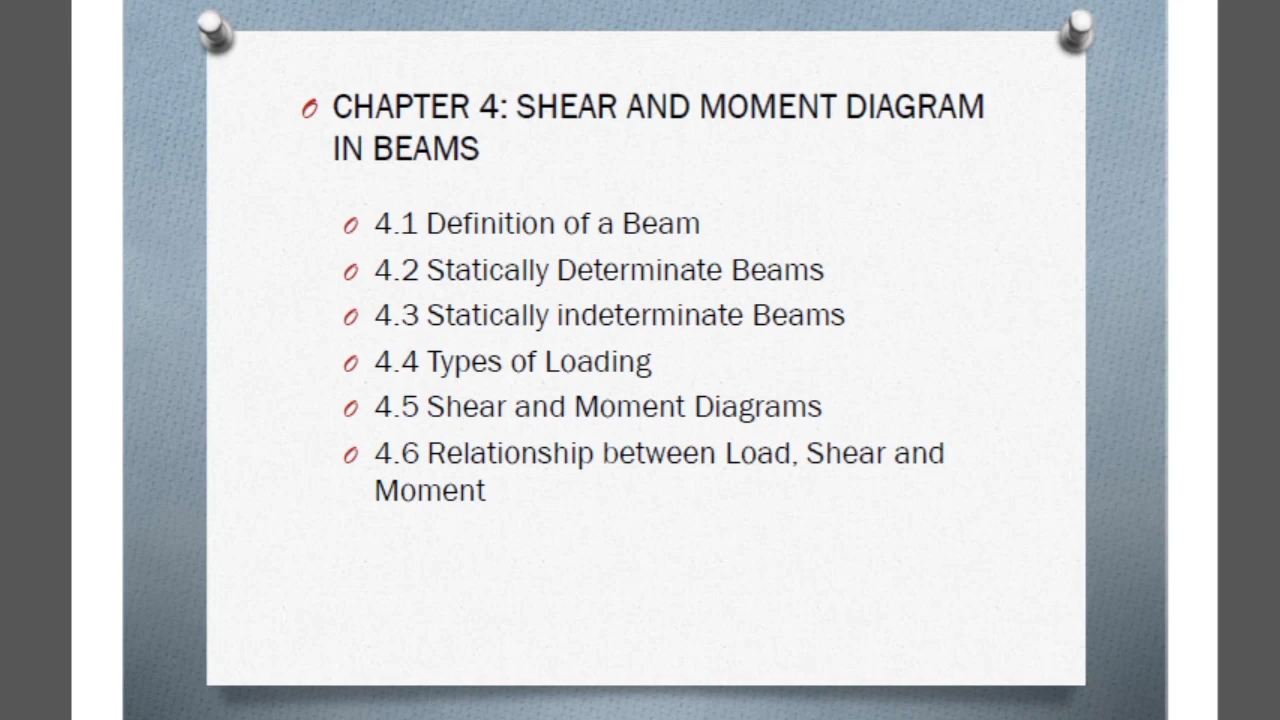 CHAPTER 4: SHEAR AND MOMENT DIAGRAM
IN BEAMS
4.1 Definition of a Beam
4.2 Statically Determinate Beams
4.3 Statically indeterminate Beams
4.4 Types of Loading
4.5 Shear and Moment Diagrams
4.6 Relationship between Load, Shear and
Moment